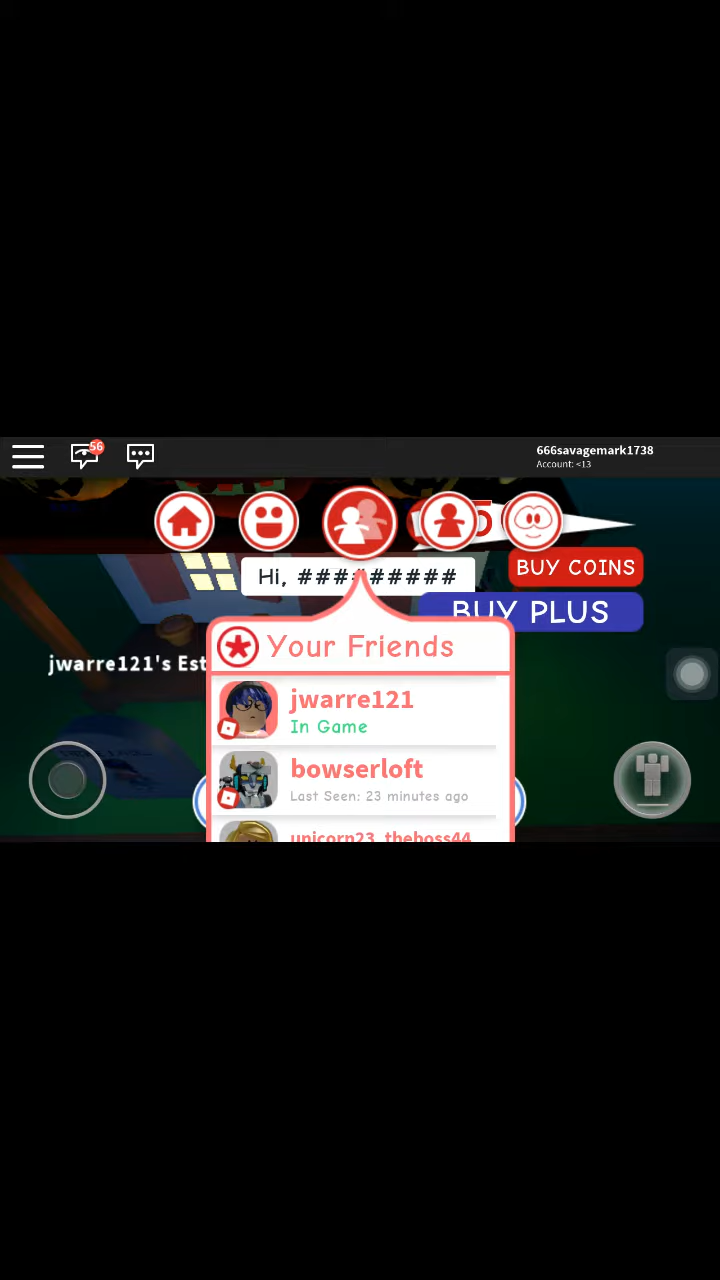 56
666savagemark1738
Account: <13
BUY COINS
Hi, #########
BUY PLUS
Your Friends
jwarre121's Est
jwarre121
In Game
bowserloft
Last Seen: 23 minutes ago
unicorn23_theboss44